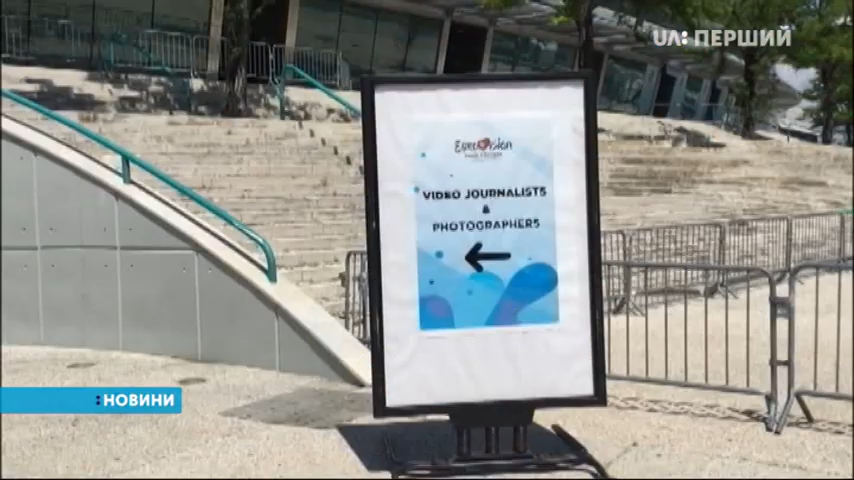 UA: ПЕРШИЙ
EUROVISION
VIDEO JOURNALISTS
&
PHOTOGRAPHERS
:НОВИНИ